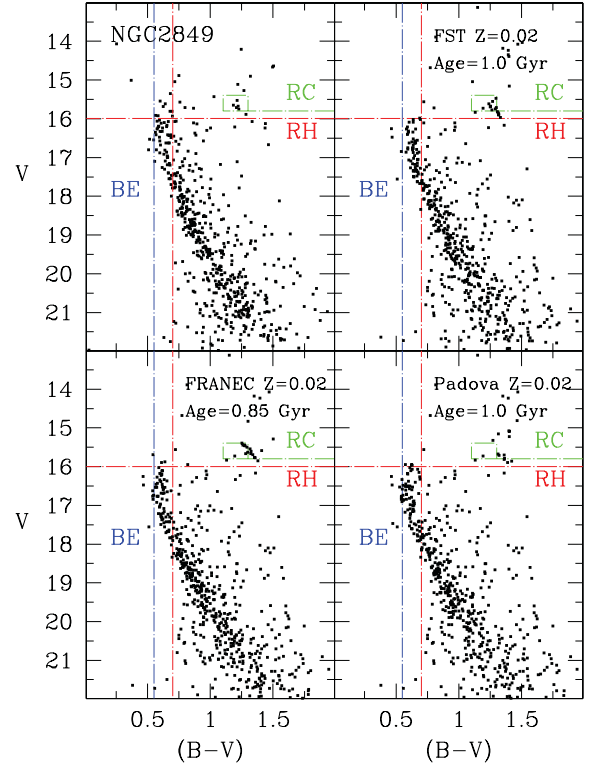 NGC2849
FST Z=0.02
Age=1.0 Gyr
13
14
15
16
17
18
19
20
21
V
RC
RH
BE
RC
RH
BE
FRANEC Z=0.02
Age=0.85 Gyr
Padova Z=0.02
Age=1.0 Gyr
14
15
16
17
18
19
20
21
V
RC
RH
BE
RC
RH
BE
0.5 1 1.5
0.5 1 1.5
(B-V)
(B-V)